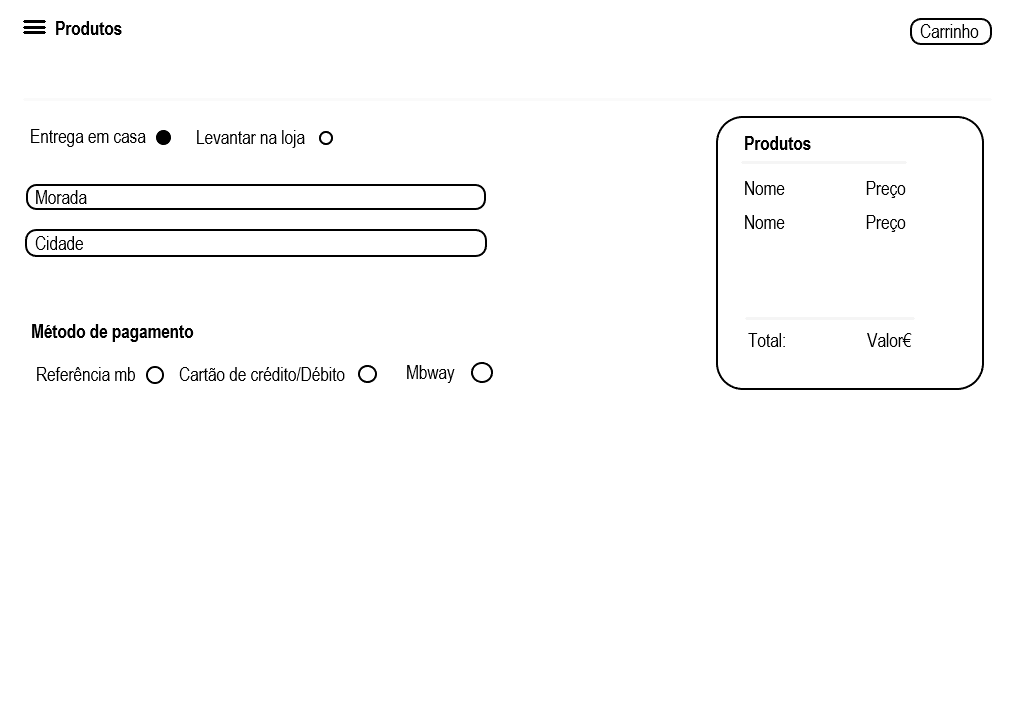 Produtos
Carrinho
Entrega em casa
Levantar na loja
Morada
Cidade
Método de pagamento
Referência mb
Cartão de crédito/Débito
Mbway
Produtos
Nome Preço
Nome Preço
Total: Valor€